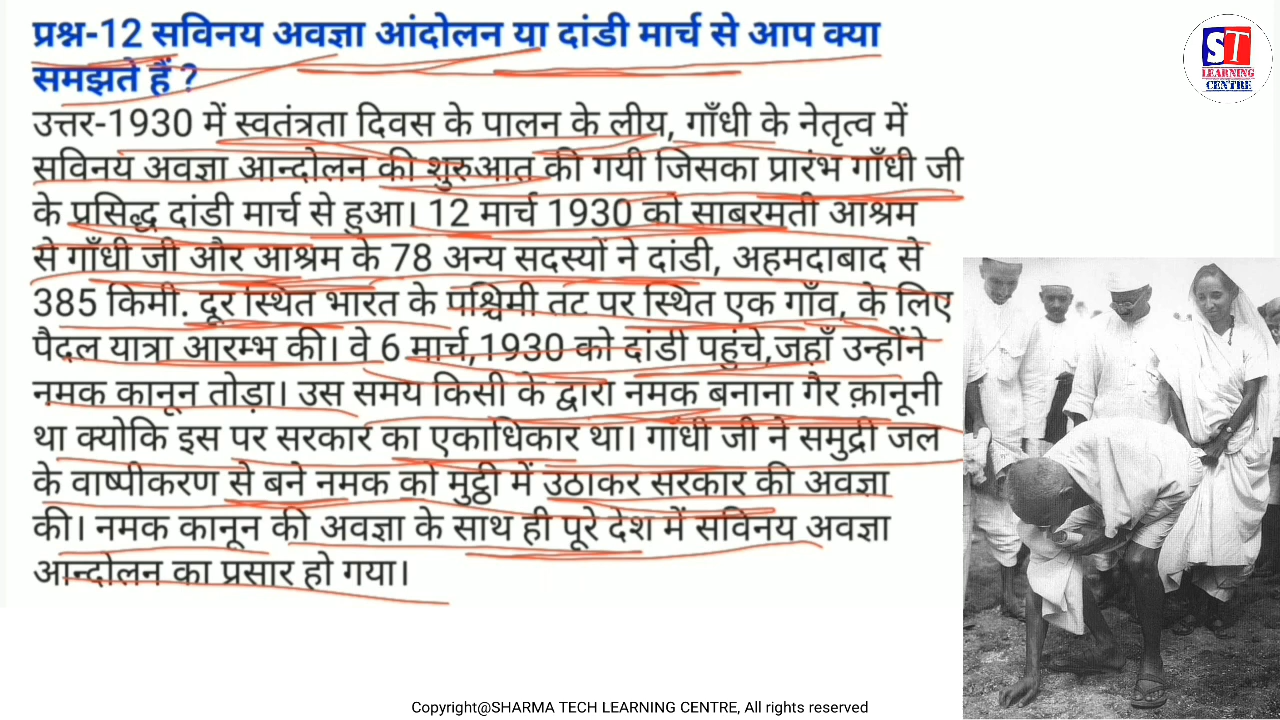 प्रश्न-12 सविनय अवज्ञा आंदोलन या दांडी मार्च से आप क्या
समझते हैं ?
उत्तर-1930 में स्वतंत्रता दिवस के पालन के लीय, गाँधी के नेतृत्व में
सविनय अवज्ञा आन्दोलन की शुरुआत की गयी जिसका प्रारंभ गाँधी जी
के प्रसिद्ध दांडी मार्च से हुआ। 12 मार्च 1930 को साबरमती आश्रम
से गाँधी जी और आश्रम के 78 अन्य सदस्यों ने दांडी, अहमदाबाद से
385 किमी. दूर स्थित भारत के पश्चिमी तट पर स्थित एक गाँव, के लिए
पैदल यात्रा आरम्भ की। वे 6 मार्च,1930 को दांडी पहुंचे,जहाँ उन्होंने
नमक कानून तोड़ा। उस समय किसी के द्वारा नमक बनाना गैर क़ानूनी
था क्योकि इस पर सरकार का एकाधिकार था। गांधी जी ने समुद्री जल
के वाष्पीकरण से बने नमक को मुट्ठी में उठाकर सरकार की अवज्ञा
की। नमक कानून की अवज्ञा के साथ ही पूरे देश में सविनय अवज्ञा
आन्दोलन का प्रसार हो गया।
ST
LEARNING
CENTRE
Copyright@SHARMA TECH LEARNING CENTRE, All rights reserved